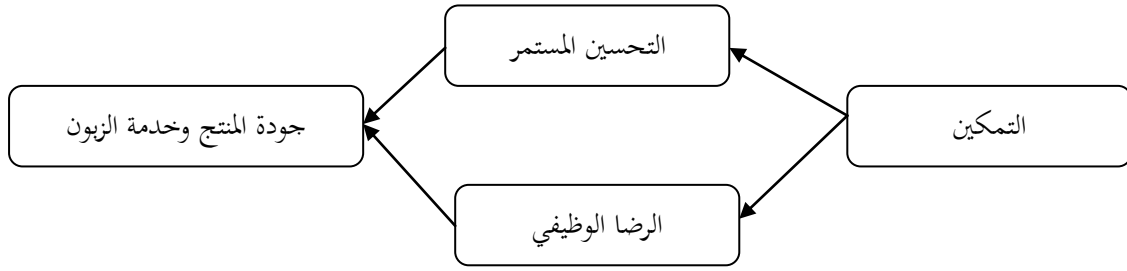 التحسين المستمر
التمكين
جودة المنتج وخدمة الزبون
الرضا الوظيفي